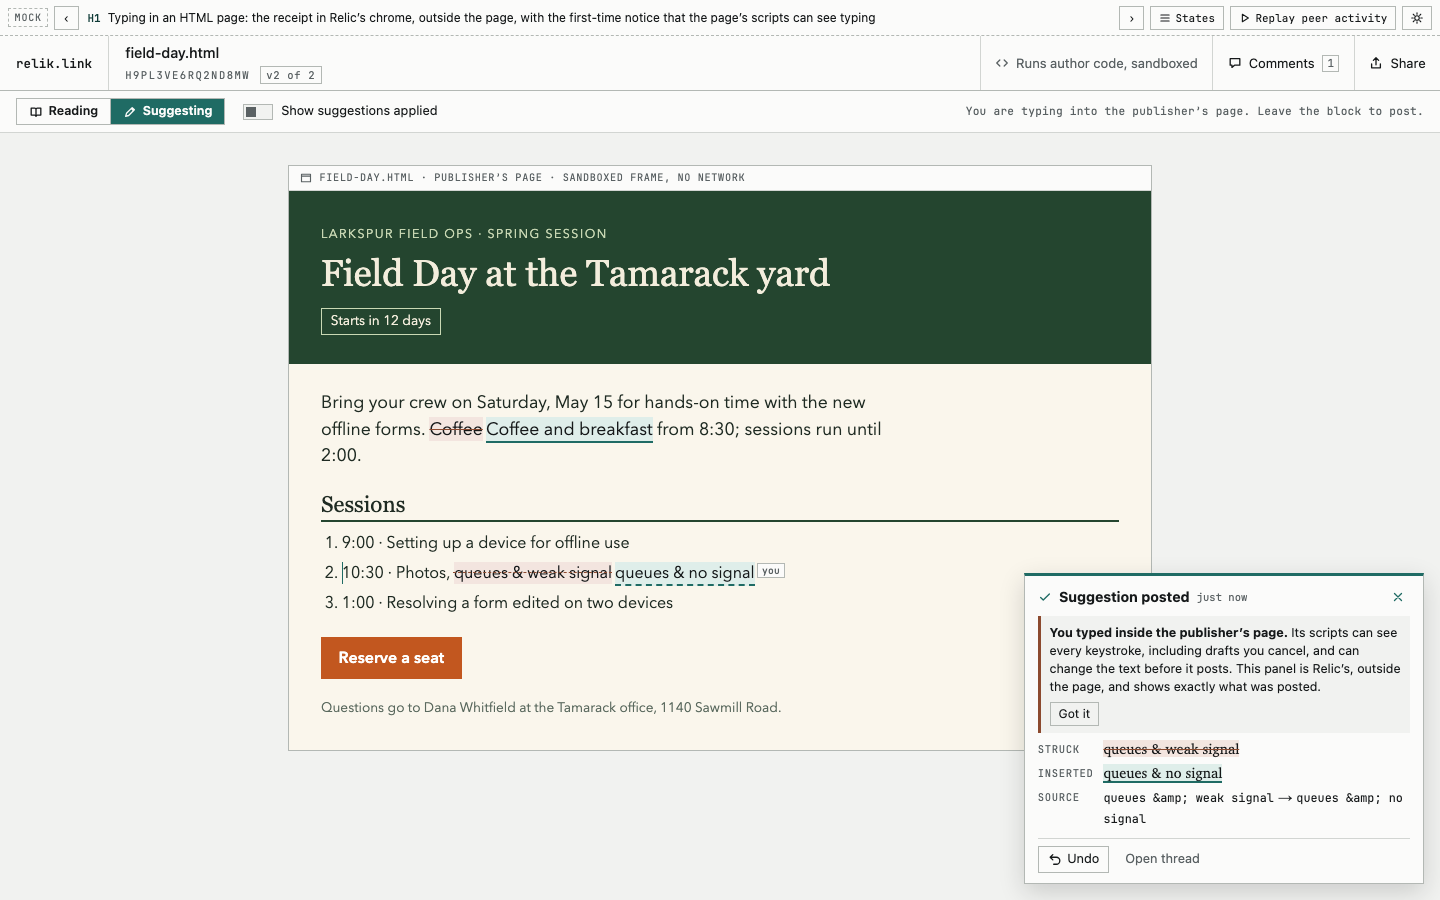 MOCK ‹ H1 Typing in an HTML page: the receipt in Relic’s chrome, outside the page, with the first-time notice that the page’s scripts can see typing › States Replay peer activity
relik.link
field-day.html
H9PL3VE6RQ2ND8MW v2 of 2
Runs author code, sandboxed
Comments 1
Share
Reading Suggesting Show suggestions applied You are typing into the publisher’s page. Leave the block to post.
FIELD-DAY.HTML · PUBLISHER’S PAGE · SANDBOXED FRAME, NO NETWORK
LARKSPUR FIELD OPS · SPRING SESSION
Field Day at the Tamarack yard
Starts in 12 days
Bring your crew on Saturday, May 15 for hands-on time with the new
offline forms. Coffee Coffee and breakfast from 8:30; sessions run until
2:00.
Sessions
1. 9:00 · Setting up a device for offline use
2. 10:30 · Photos, queues & weak signal queues & no signal you
3. 1:00 · Resolving a form edited on two devices
Reserve a seat
Questions go to Dana Whitfield at the Tamarack office, 1140 Sawmill Road.
Suggestion posted just now
You typed inside the publisher’s page. Its scripts can see
every keystroke, including drafts you cancel, and can
change the text before it posts. This panel is Relic’s, outside
the page, and shows exactly what was posted.
Got it
STRUCK queues & weak signal
INSERTED queues & no signal
SOURCE queues &amp; weak signal → queues &amp; no
signal
Undo Open thread